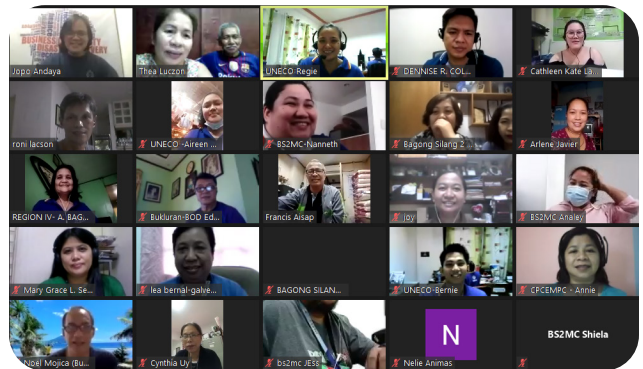 BUSINESS
DISAS
Jopo Andaya
Thea Luczon
UNECO Regie
DENNISE R. COL...
Cathleen Kate La...
roni lacson
UNECO -Aireen ...
BS2MC-Nanneth
Bagong Silang 2
Arlene Javier
REGION IV- A. BAG...
Bukluran-BOD Ed...
Francis Aisap
joy
BS2MC Analey
Mary Grace L. Se...
lea bernal-galve...
BAGONG SILAN...
UNECO-Bernie
CPCEMPC - Annie
Noel Mojica (Bu...
Cynthia Uy
bs2mc JEss
N
Nelie Animas
BS2MC Shiela